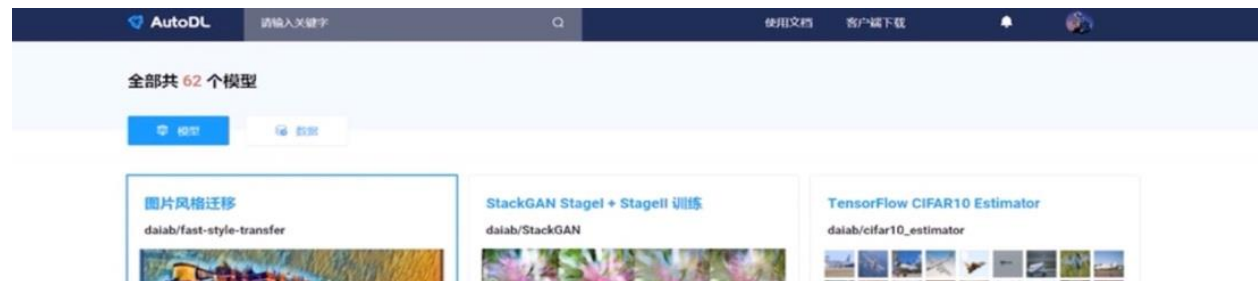 AutoDL 请输入关键字 使用文档 客户端下载
全部共 62 个模型
模型 数据
图片风格迁移 StackGAN StageI + StageII 训练 TensorFlow CIFAR10 Estimator
daiab/fast-style-transfer daiab/StackGAN daiab/cifar10_estimator